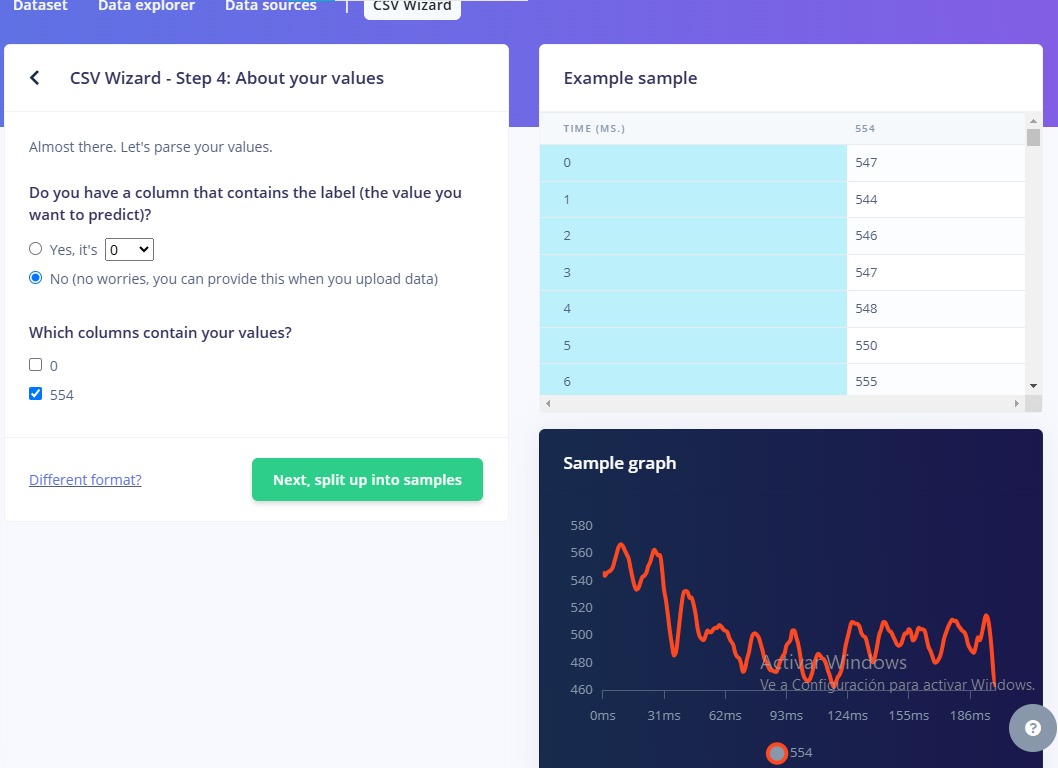 Dataset
Data explorer
Data sources
CSV Wizard
CSV Wizard - Step 4: About your values
Almost there. Let's parse your values.
Do you have a column that contains the label (the value you
want to predict)?
Yes, it's 0
No (no worries, you can provide this when you upload data)
Which columns contain your values?
0
554
Different format?
Next, split up into samples
Example sample
TIME (MS.) 554
0 547
1 544
2 546
3 547
4 548
5 550
6 555
Sample graph
580
560
540
520
500
480
460
0ms 31ms 62ms 93ms 124ms 155ms 186ms
554
Activar Windows
Ve a Configuración para activar Windows.
?